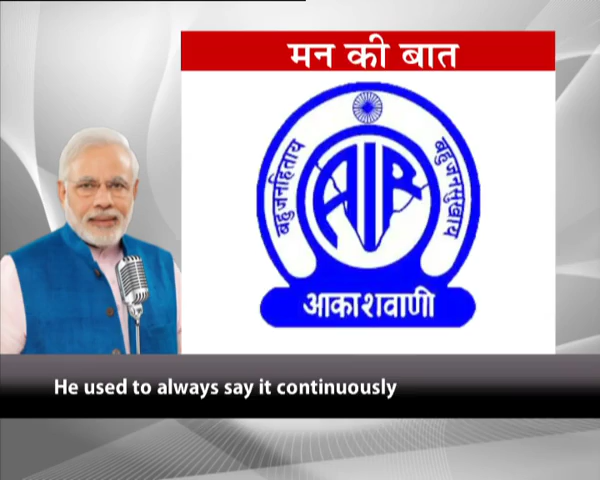 मन की बात
बहुजनहिताय
बहुजनसुखाय
AIR
आकाशवाणी
He used to always say it continuously